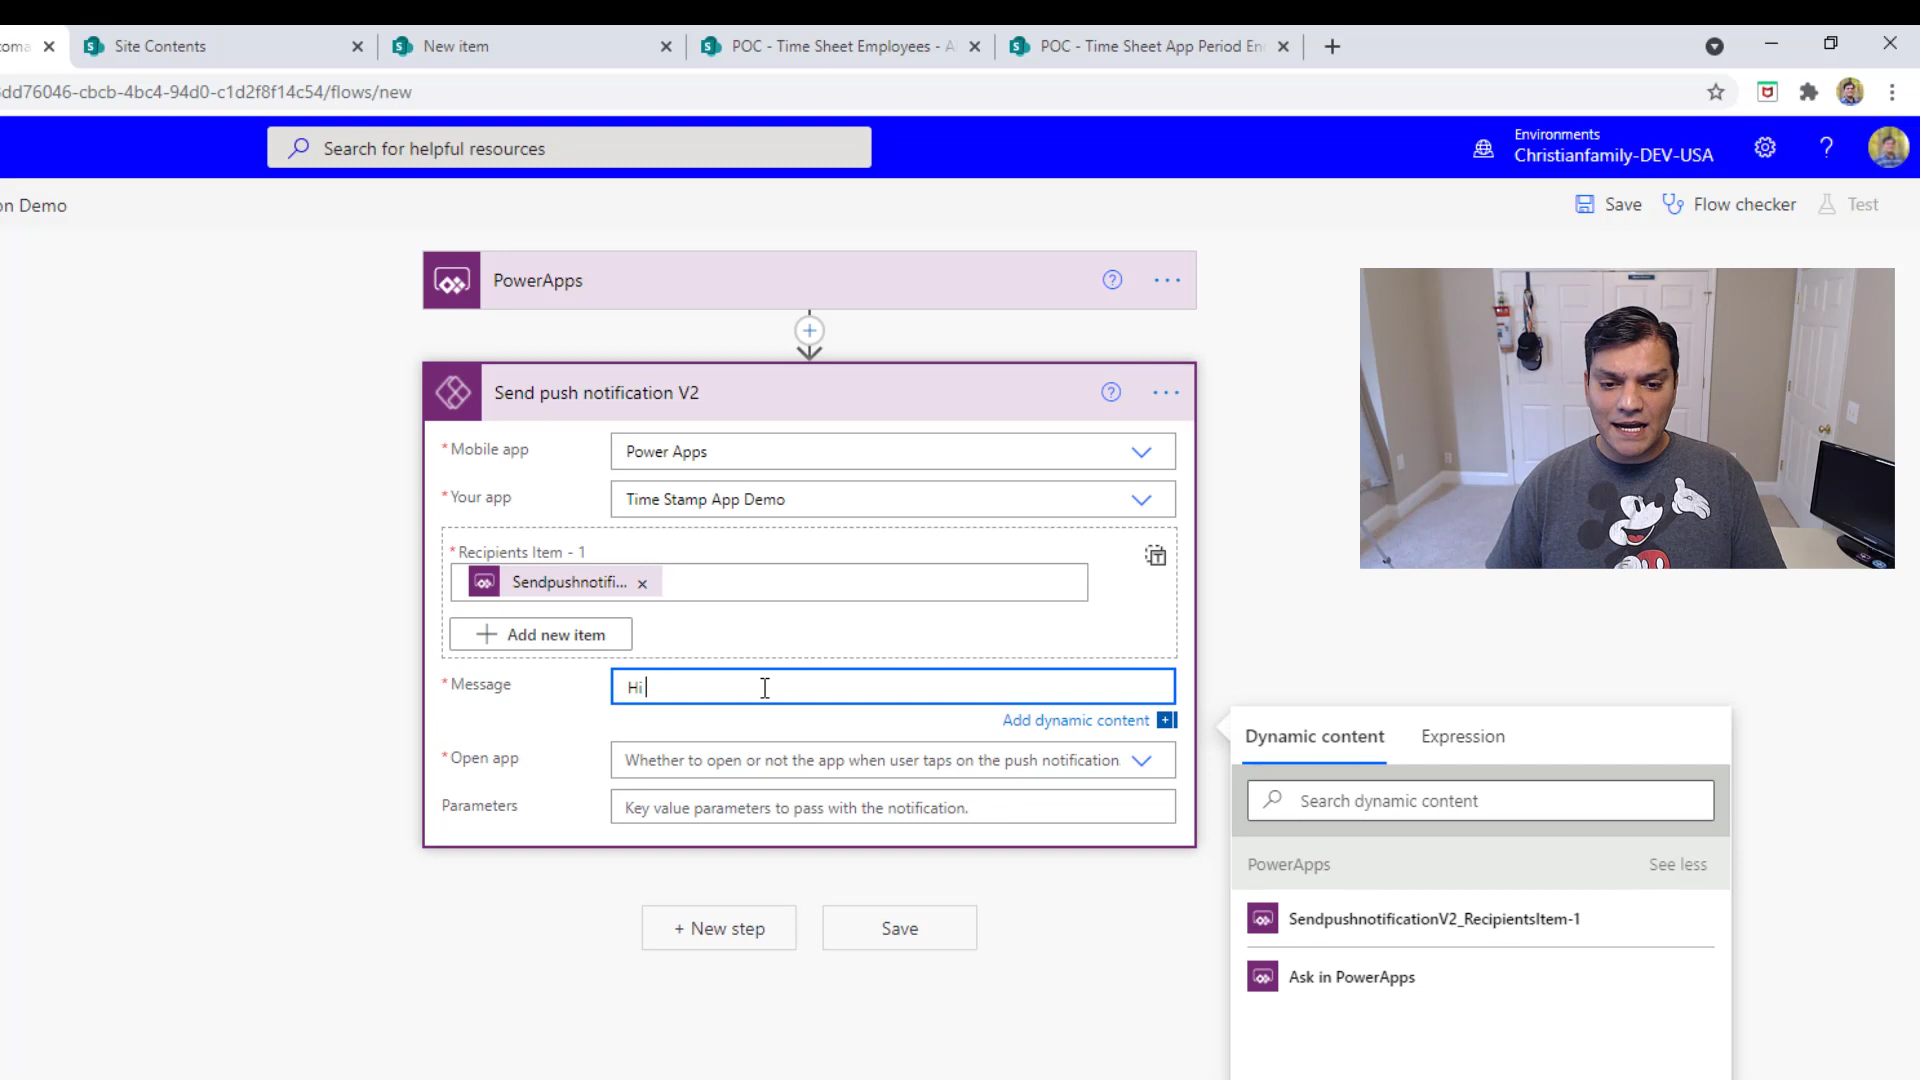 oma
Site Contents
New item
POC - Time Sheet Employees - A
POC - Time Sheet App Period En
dd76046-cbcb-4bc4-94d0-c1d2f8f14c54/flows/new
Search for helpful resources
Environments
Christianfamily-DEV-USA
on Demo
Save
Flow checker
Test
PowerApps
Send push notification V2
* Mobile app
Power Apps
* Your app
Time Stamp App Demo
* Recipients Item - 1
Sendpushnotifi...
Add new item
* Message
Hi
Add dynamic content
* Open app
Whether to open or not the app when user taps on the push notification.
Parameters
Key value parameters to pass with the notification.
+ New step
Save
Dynamic content
Expression
Search dynamic content
PowerApps
See less
SendpushnotificationV2_RecipientsItem-1
Ask in PowerApps